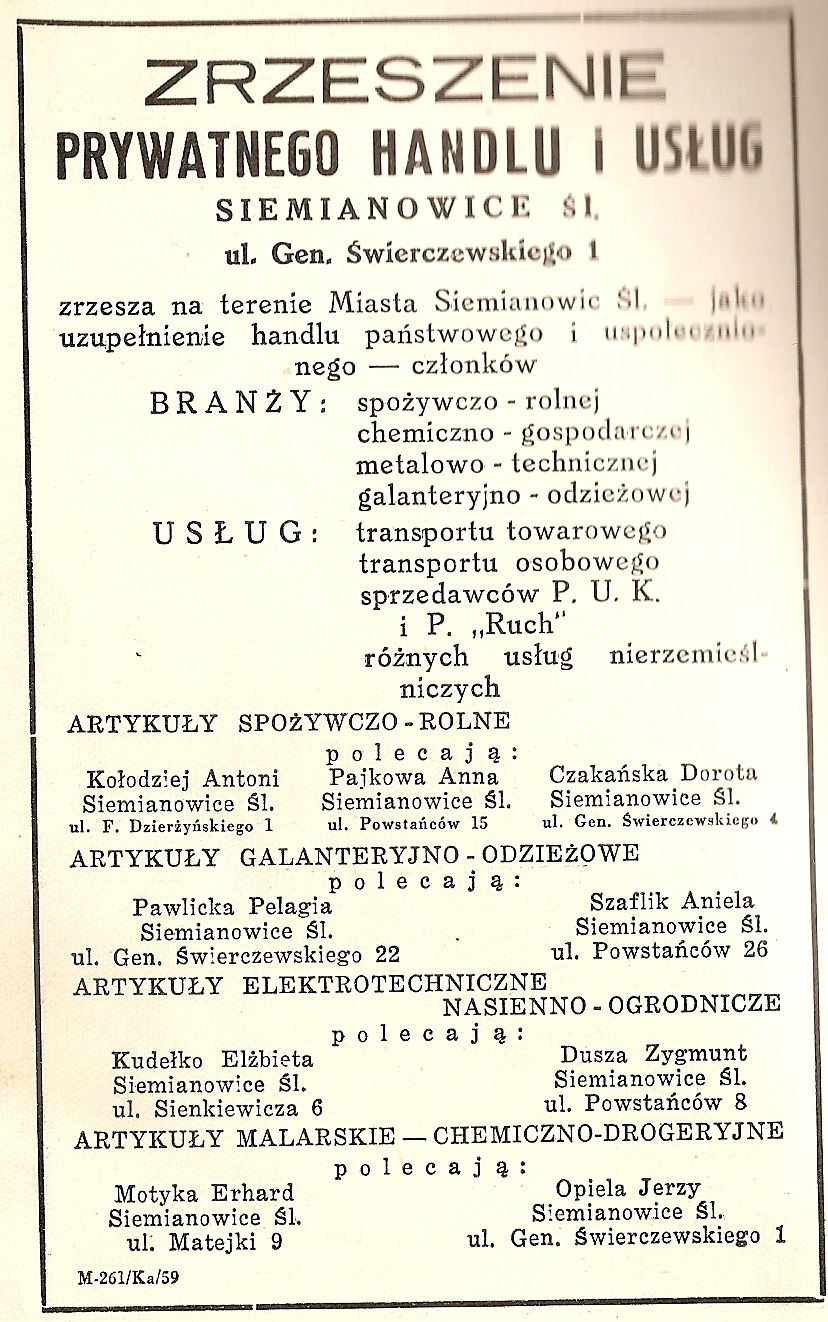 ZRZESZENIE
PRYWATNEGO HANDLU i USŁUG
SIEMIANOWICE Śl.
ul. Gen. Świerczewskiego 1
zrzesza na terenie Miasta Siemianowic Śl. — jako
uzupełnienie handlu państwowego i uspołecznio-
nego — członków
BRANŻY: spożywczo - rolnej
chemiczno - gospodarczej
metalowo - technicznej
galanteryjno - odzieżowej
USŁUG: transportu towarowego
transportu osobowego
sprzedawców P. U. K.
i P. „Ruch"
różnych usług nierzemieśl-
niczych
ARTYKUŁY SPOŻYWCZO - ROLNE
polecają:
Kołodziej Antoni Pajkowa Anna Czakańska Dorota
Siemianowice Śl. Siemianowice Śl. Siemianowice Śl.
ul. F. Dzierżyńskiego 1 ul. Powstańców 15 ul. Gen. Świerczewskiego 4
ARTYKUŁY GALANTERYJNO - ODZIEŻOWE
polecają:
Pawlicka Pelagia Szaflik Aniela
Siemianowice Śl. Siemianowice Śl.
ul. Gen. Świerczewskiego 22 ul. Powstańców 26
ARTYKUŁY ELEKTROTECHNICZNE
NASIENNO - OGRODNICZE
polecają:
Kudełko Elżbieta Dusza Zygmunt
Siemianowice Śl. Siemianowice Śl.
ul. Sienkiewicza 6 ul. Powstańców 8
ARTYKUŁY MALARSKIE — CHEMICZNO-DROGERYJNE
polecają:
Motyka Erhard Opiela Jerzy
Siemianowice Śl. Siemianowice Śl.
ul. Matejki 9 ul. Gen. Świerczewskiego 1
M-261/Ka/59